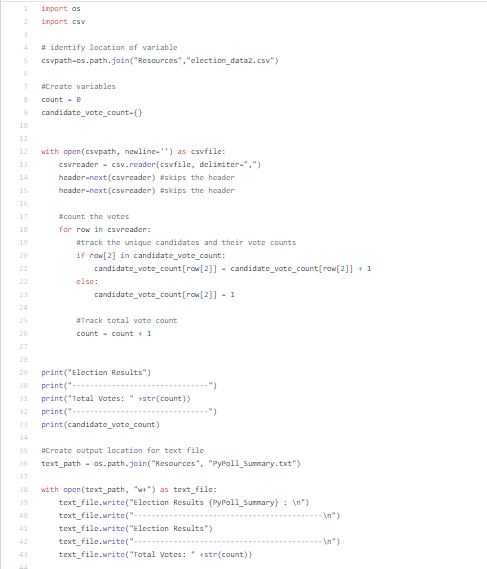 1 import os
2 import csv
3
4 # identify location of variable
5 csvpath=os.path.join("Resources","election_data2.csv")
6
7 #Create variables
8 count = 0
9 candidate_vote_count={}
10
11
12 with open(csvpath, newline='') as csvfile:
13     csvreader = csv.reader(csvfile, delimiter=",")
14     header=next(csvreader) #skips the header
15     header=next(csvreader) #skips the header
16
17     #count the votes
18     for row in csvreader:
19         #track the unique candidates and their vote counts
20         if row[2] in candidate_vote_count:
21             candidate_vote_count[row[2]] = candidate_vote_count[row[2]] + 1
22         else:
23             candidate_vote_count[row[2]] = 1
24
25         #Track total vote count
26         count = count + 1
27
28
29 print("Election Results")
30 print("-------------------------------")
31 print("Total Votes: " +str(count))
32 print("-------------------------------")
33 print(candidate_vote_count)
34
35 #Create output location for text file
36 text_path = os.path.join("Resources", "PyPoll_Summary.txt")
37
38 with open(text_path, "w+") as text_file:
39     text_file.write("Election Results {PyPoll_Summary} : \n")
40     text_file.write("-------------------------------------------\n")
41     text_file.write("Election Results")
42     text_file.write("-------------------------------------------\n")
43     text_file.write("Total Votes: " +str(count))
44